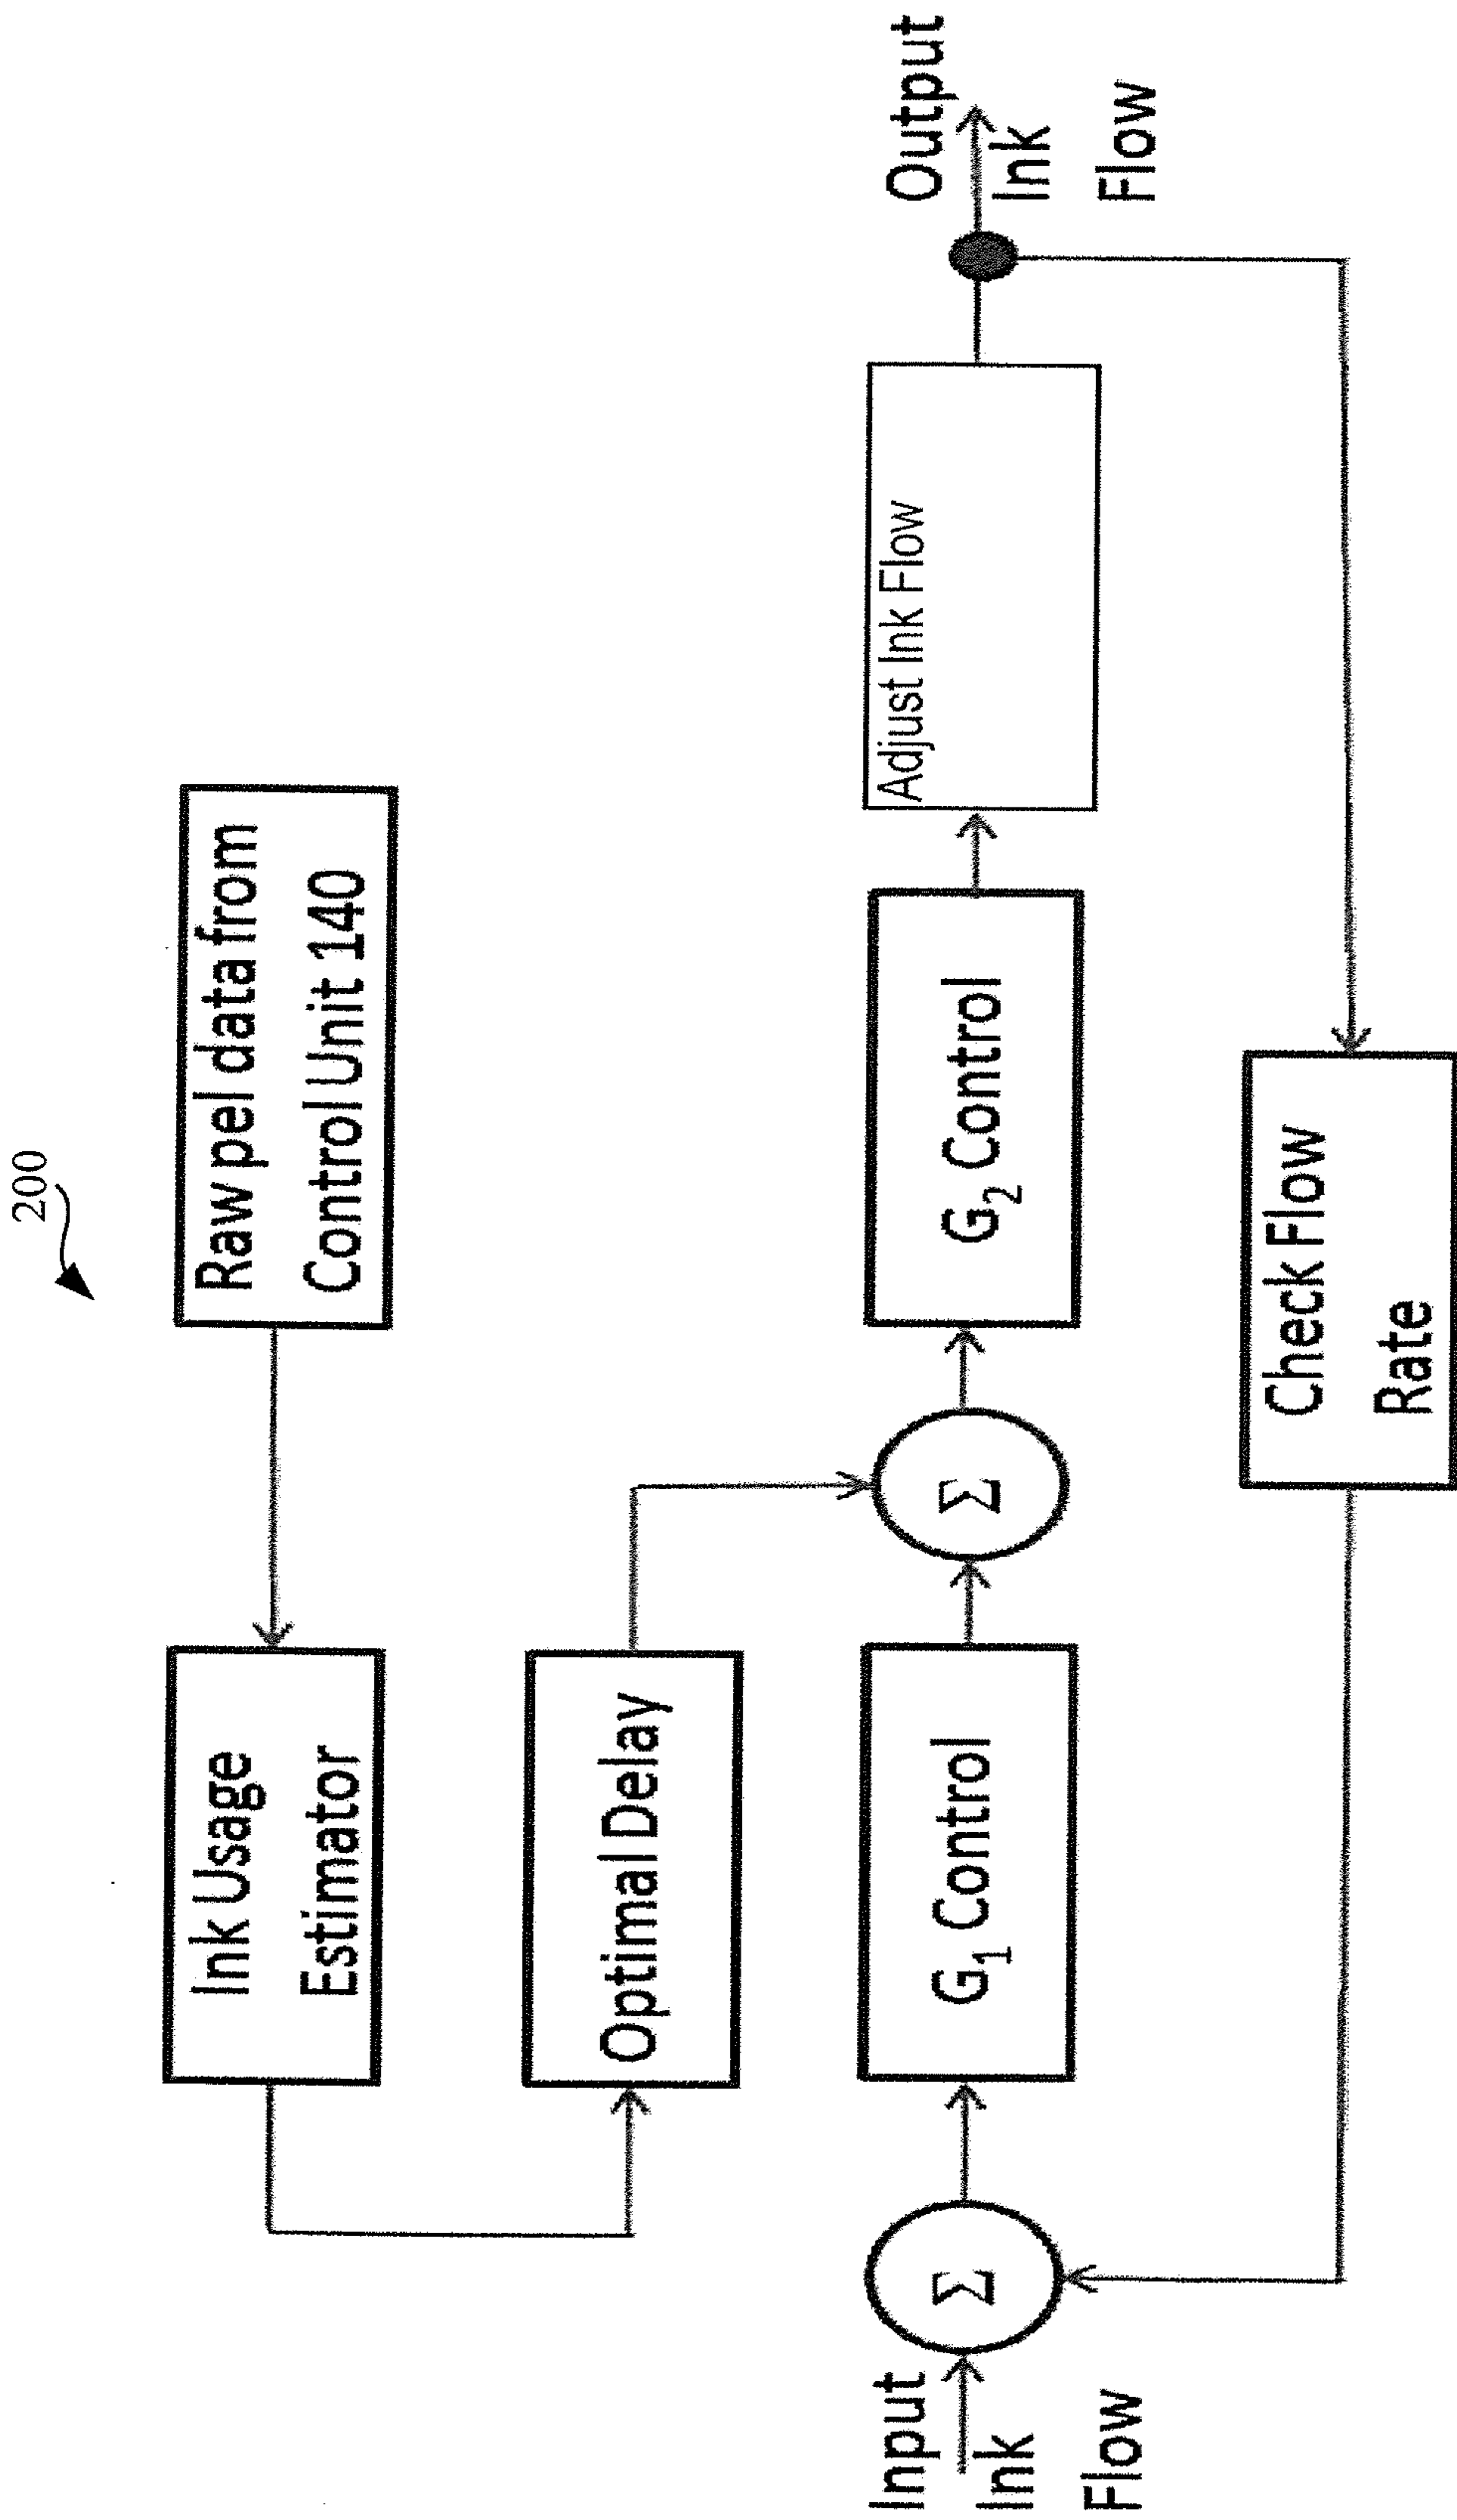 200
Raw pel data from
Control Unit 140
Ink Usage
Estimator
Optimal Delay
Input
Ink
Flow
Σ
G1 Control
Σ
G2 Control
Adjust Ink Flow
Output
Ink
Flow
Check Flow
Rate